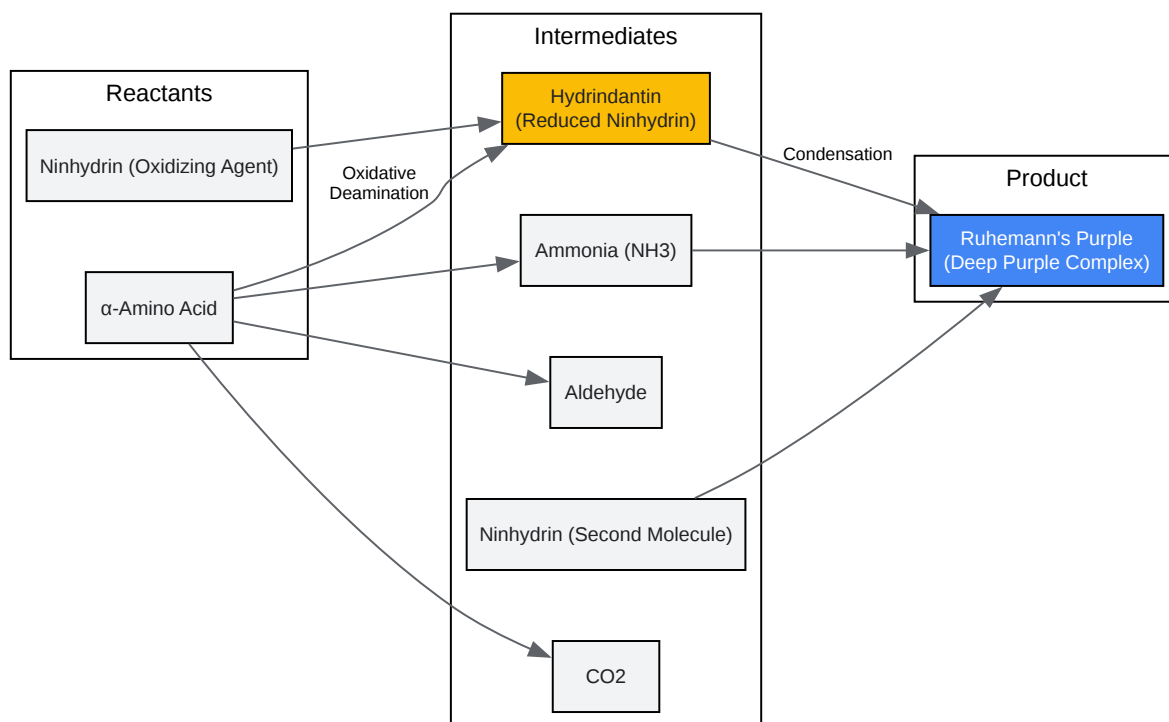 Reactants
Ninhydrin (Oxidizing Agent)
α-Amino Acid
Oxidative
Deamination
Intermediates
Hydrindantin
(Reduced Ninhydrin)
Ammonia (NH3)
Aldehyde
Ninhydrin (Second Molecule)
CO2
Condensation
Product
Ruhemann's Purple
(Deep Purple Complex)